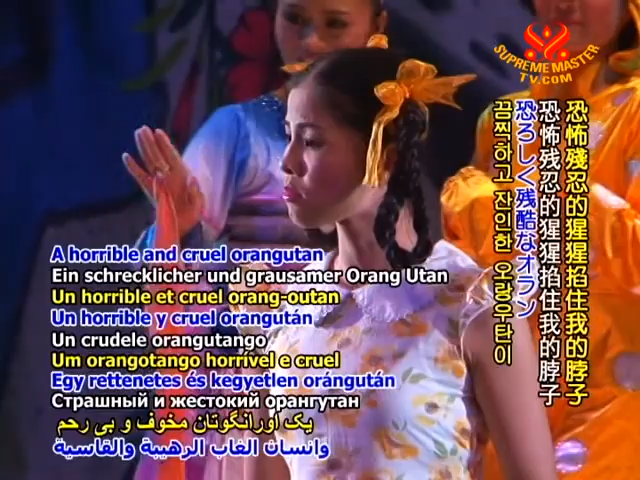 SUPREME MASTER
TV.COM
A horrible and cruel orangutan
Ein schrecklicher und grausamer Orang Utan
Un horrible et cruel orang-outan
Un horrible y cruel orangután
Un crudele orangutango
Um orangotango horrível e cruel
Egy rettenetes és kegyetlen orángután
Страшный и жестокий орангутан
یک اورانگوتان مخوف و بی رحم
وانسان الغاب الرهيبة والقاسية
恐怖殘忍的猩猩掐住我的脖子
恐怖残忍的猩猩掐住我的脖子
恐ろしく残酷なオラン
끔찍하고 잔인한 오랑우탄이